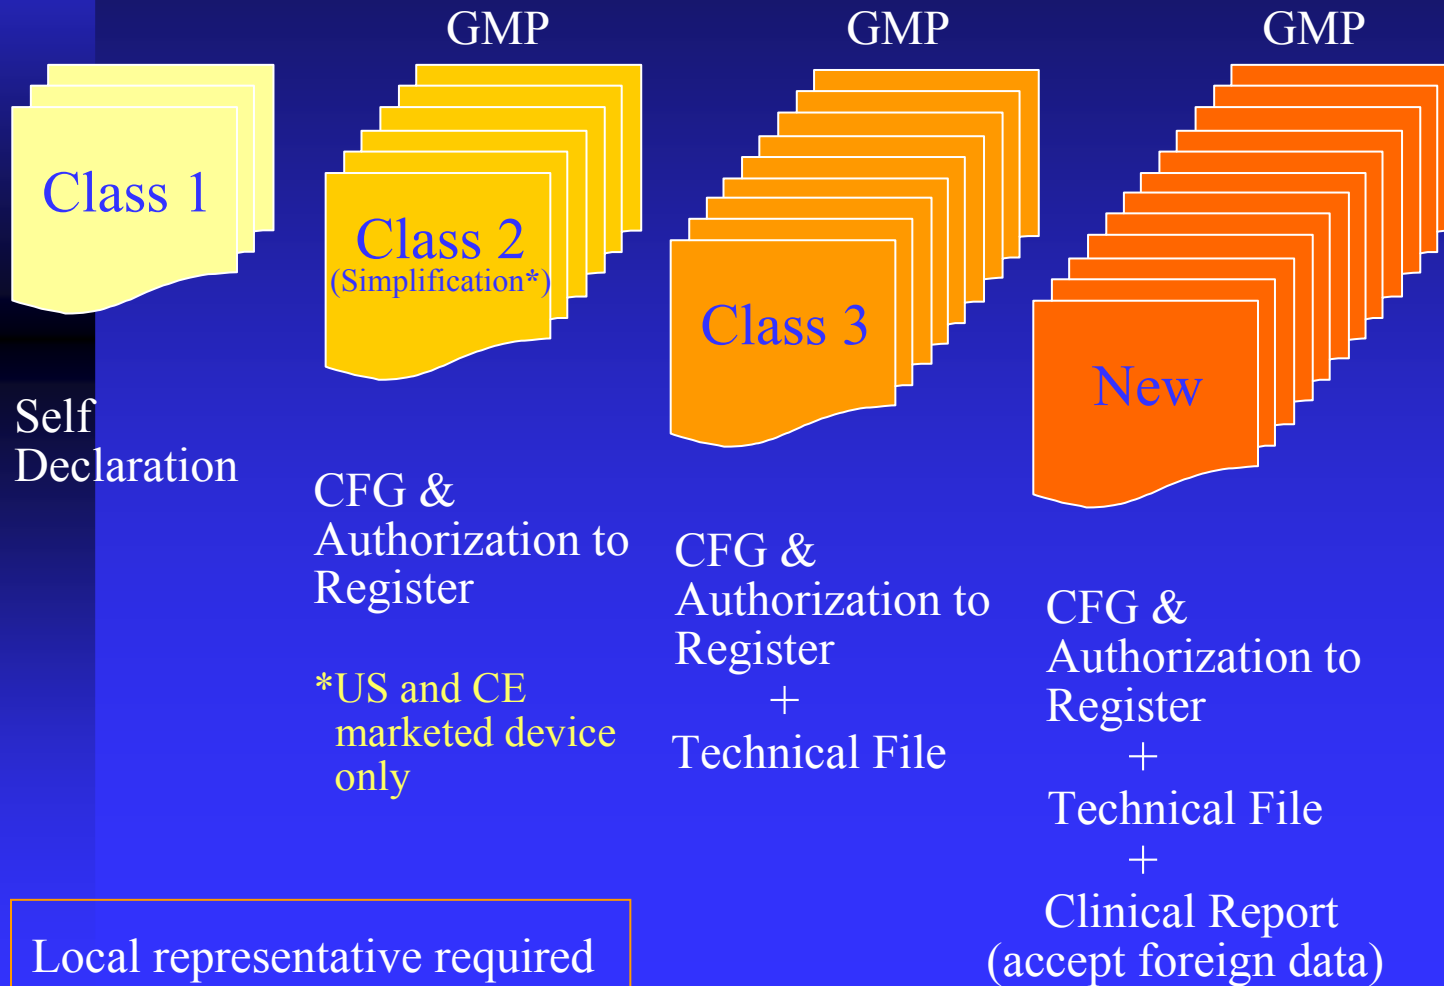 GMP
GMP
GMP
Class 1
Class 2
(Simplification*)
Class 3
New
Self
Declaration
CFG &
Authorization to
Register
*US and CE
marketed device
only
CFG &
Authorization to
Register
+
Technical File
CFG &
Authorization to
Register
+
Technical File
+
Clinical Report
(accept foreign data)
Local representative required